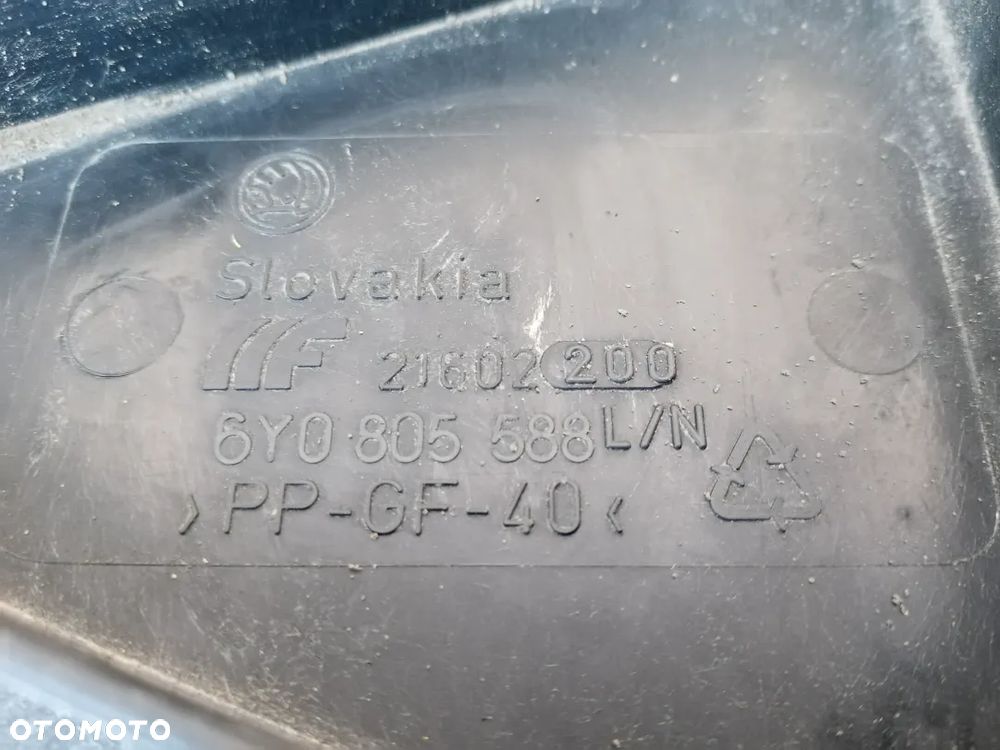 Slovakia
21602 200
6Y0 805 588 L/N
>PP-GF-40<
OTOMOTO